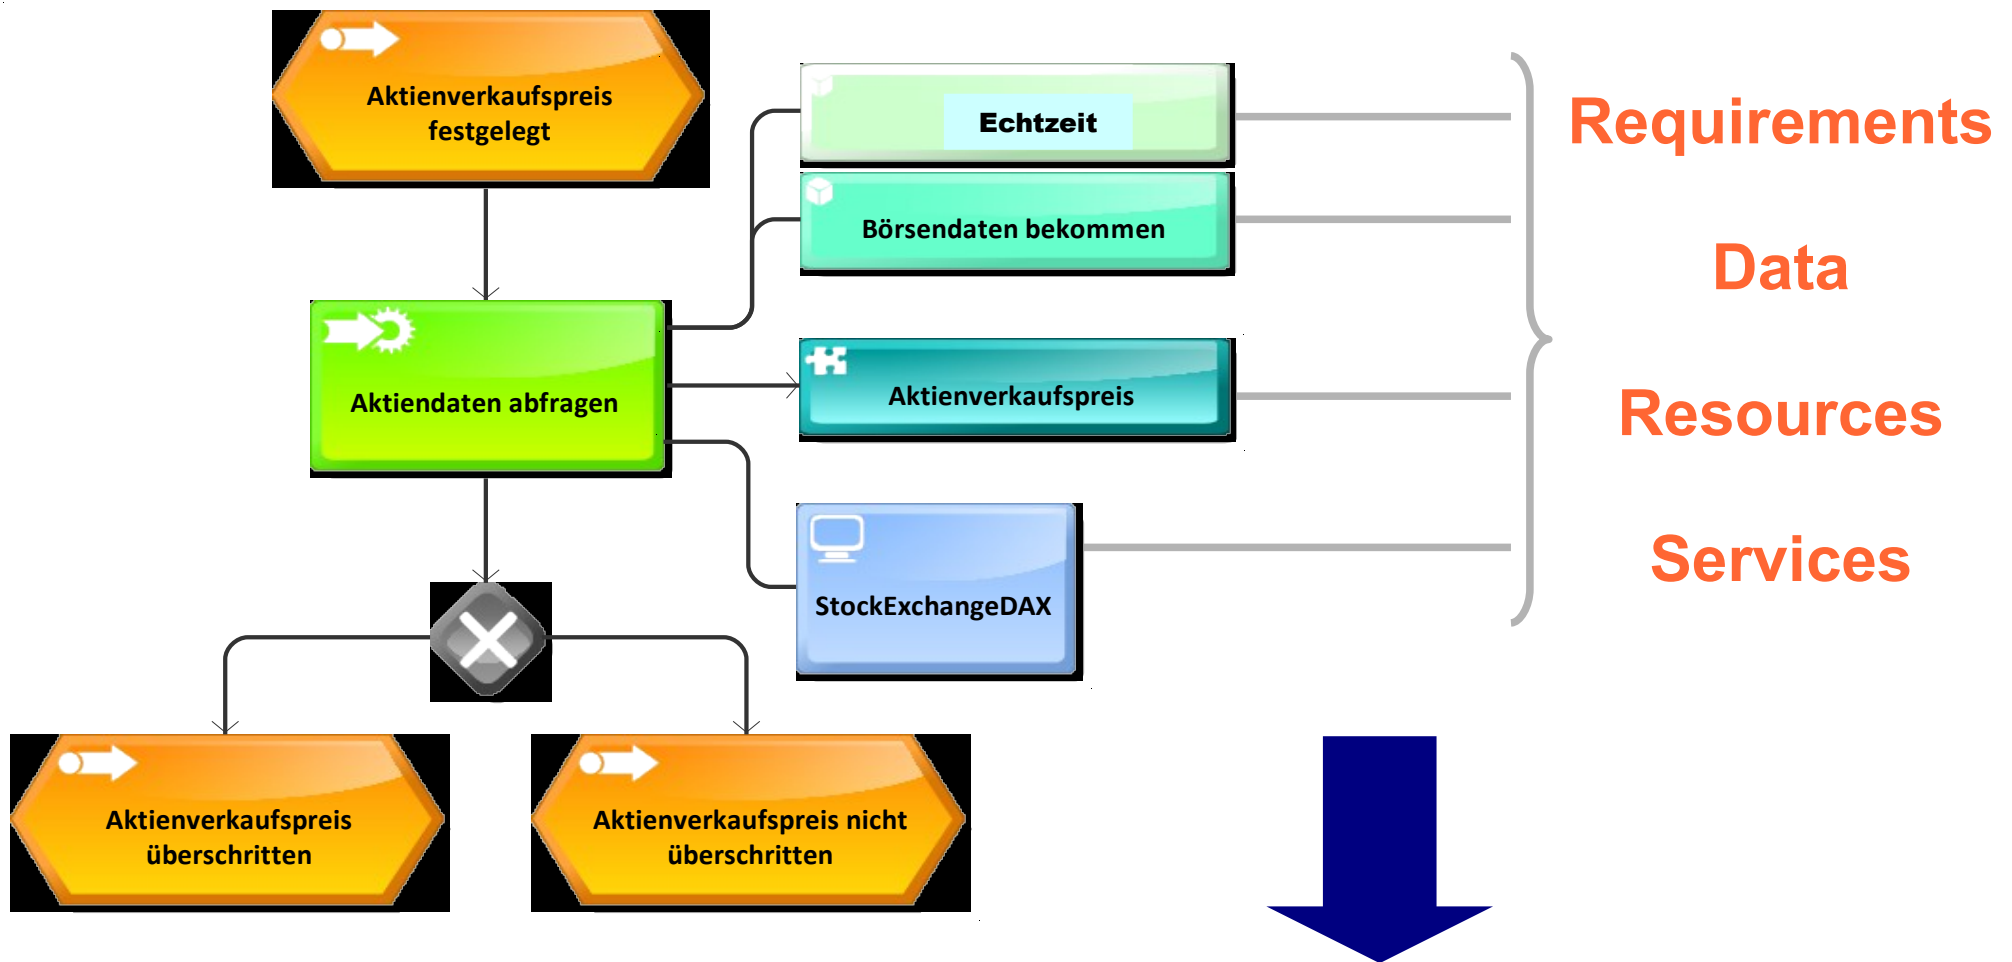 Aktienverkaufspreis
festgelegt
Echtzeit
Requirements
Börsendaten bekommen
Data
Aktiendaten abfragen
Aktienverkaufspreis
Resources
StockExchangeDAX
Services
Aktienverkaufspreis
überschritten
Aktienverkaufspreis nicht
überschritten